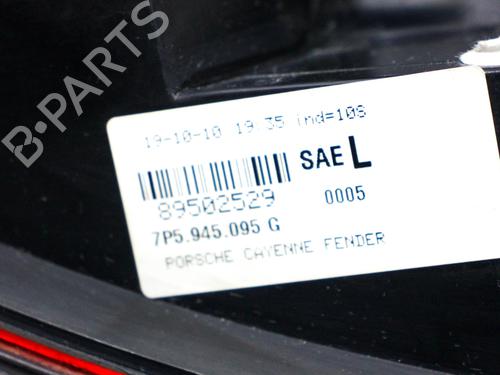 B-PARTS
19-10-10 19:35 ind=108
SAE L
89502529
0005
7P5.945.095 G
PORSCHE CAYENNE FENDER